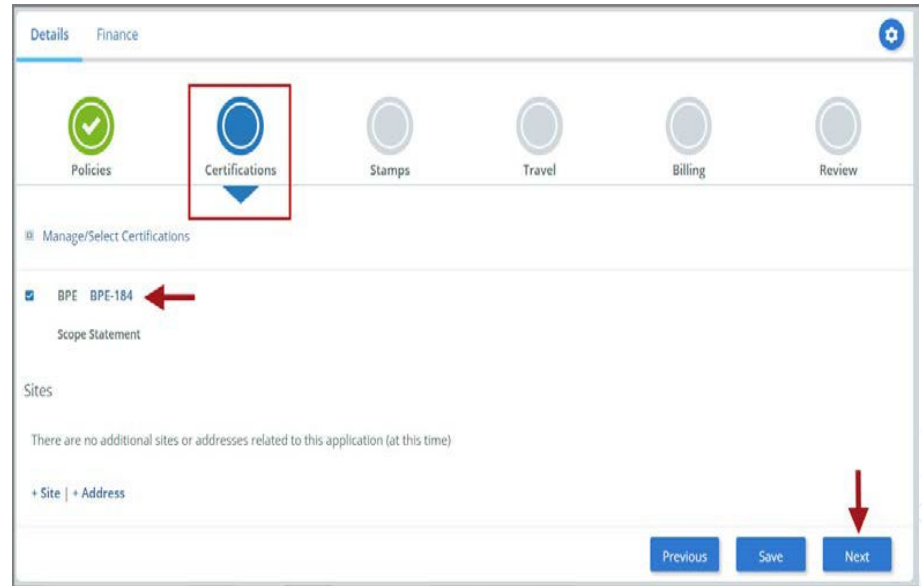 Details Finance
Policies Certifications Stamps Travel Billing Review
Manage/Select Certifications
BPE BPE-184
Scope Statement
Sites
There are no additional sites or addresses related to this application (at this time)
+ Site | + Address
Previous Save Next